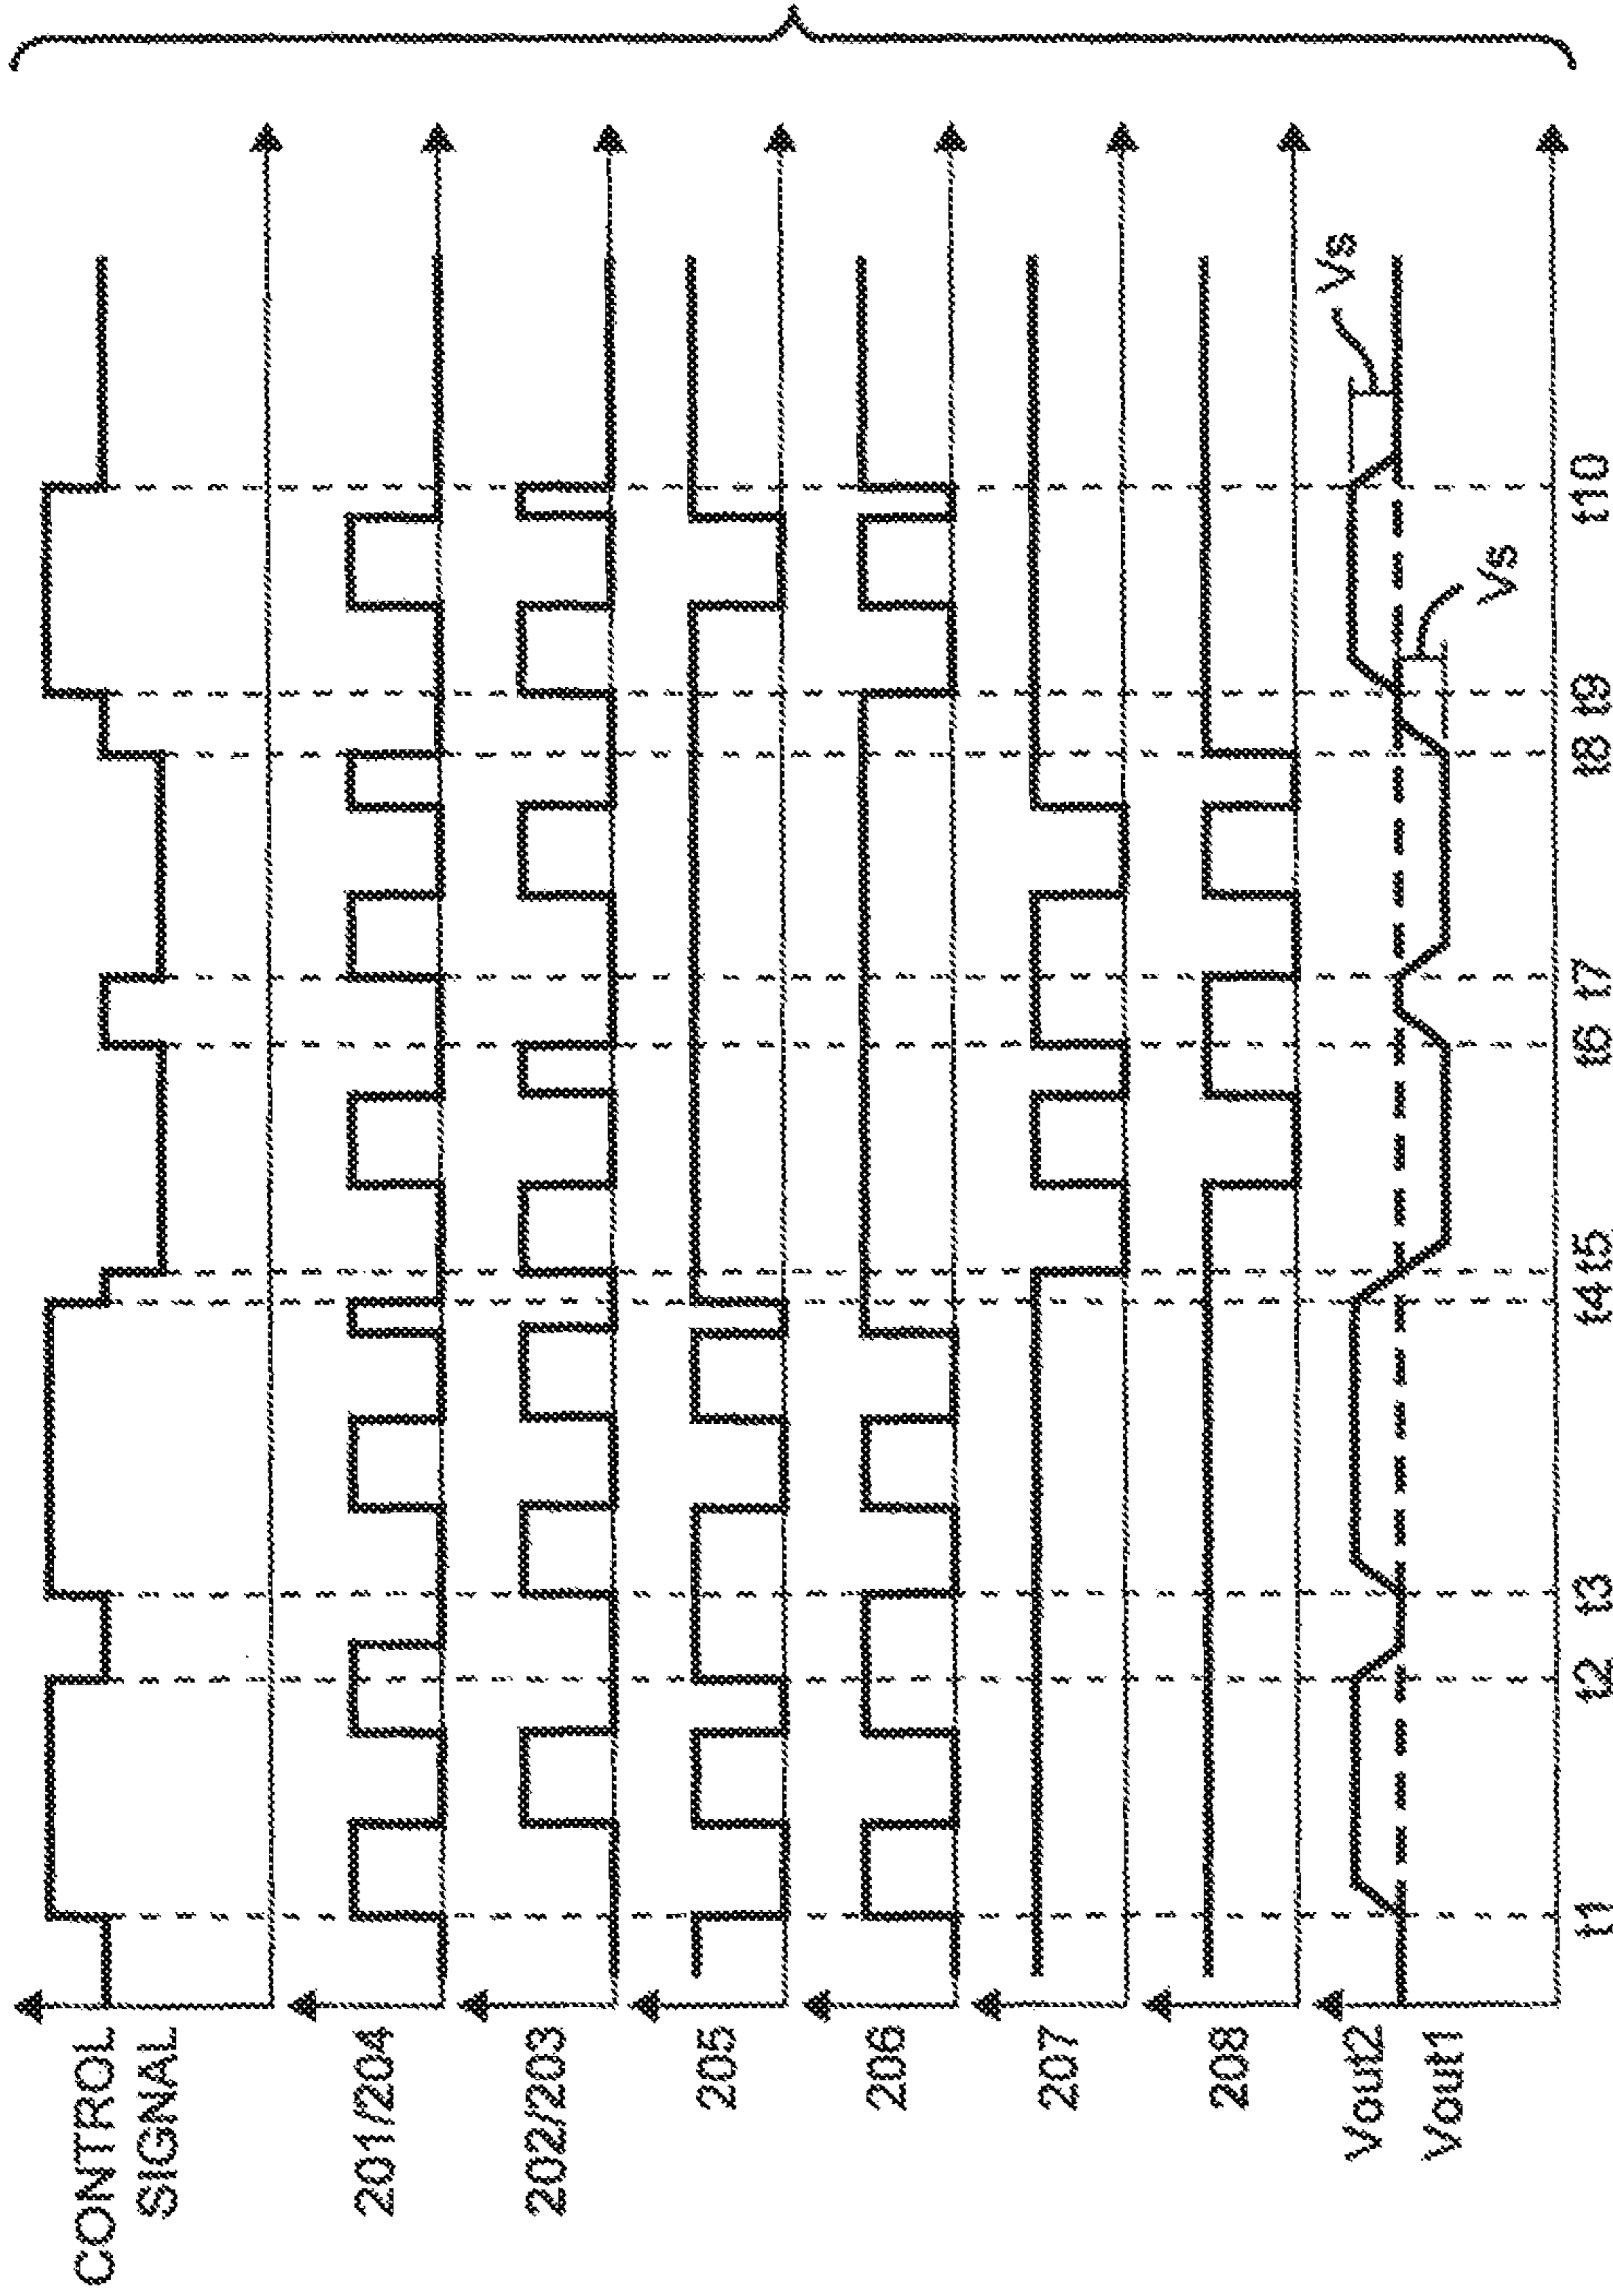 CONTROL
SIGNAL
201/204
202/203
205
206
207
208
Vout2
Vout1
Vs
Vs
t1
t2
t3
t4
t5
t6
t7
t8
t9
t10